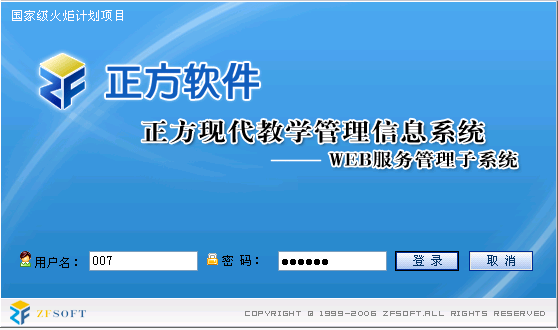 国家级火炬计划项目
ZF 正方软件
正方现代教学管理信息系统
—— WEB服务管理子系统
用户名： 007 密 码： ●●●●●● 登 录 取 消
ZFSOFT COPYRIGHT @ 1999-2006 ZFSOFT.ALL RIGHTS RESERVED